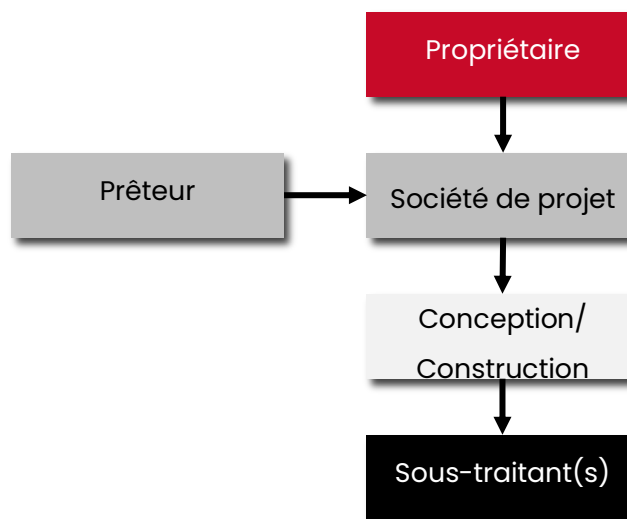 Propriétaire
Prêteur
Société de projet
Conception/
Construction
Sous-traitant(s)